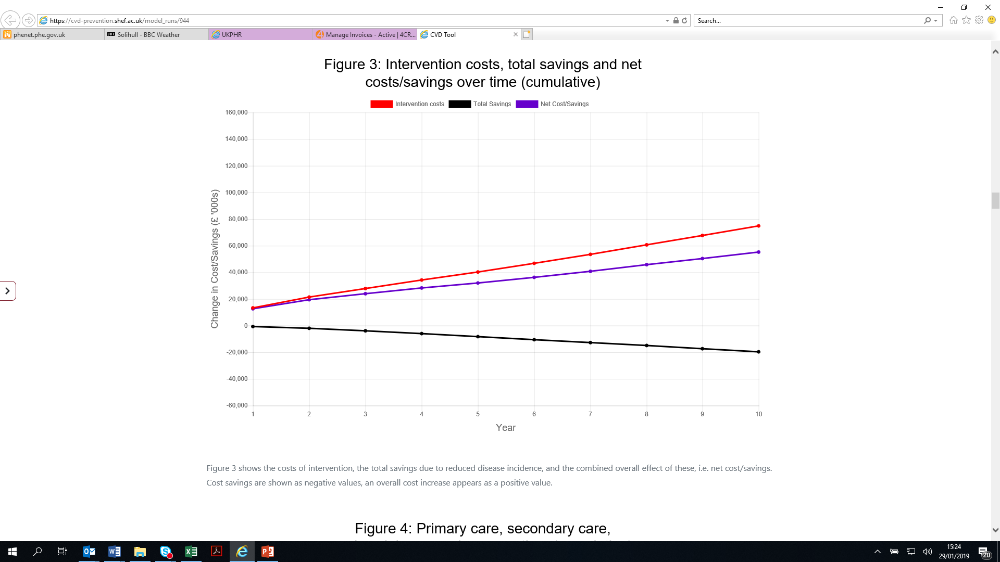 https://cvd-prevention.shef.ac.uk/model_runs/944
Search...
phenet.phe.gov.uk
BBC Solihull - BBC Weather
UKPHR
Manage Invoices - Active | 4CR...
CVD Tool
Figure 3: Intervention costs, total savings and net
costs/savings over time (cumulative)
Intervention costs Total Savings Net Cost/Savings
160,000
140,000
120,000
100,000
80,000
60,000
40,000
20,000
0
-20,000
-40,000
-60,000
Change in Cost/Savings (£ '000s)
1 2 3 4 5 6 7 8 9 10
Year
Figure 3 shows the costs of intervention, the total savings due to reduced disease incidence, and the combined overall effect of these, i.e. net cost/savings.
Cost savings are shown as negative values, an overall cost increase appears as a positive value.
Figure 4: Primary care, secondary care,
15:24
29/01/2019
20